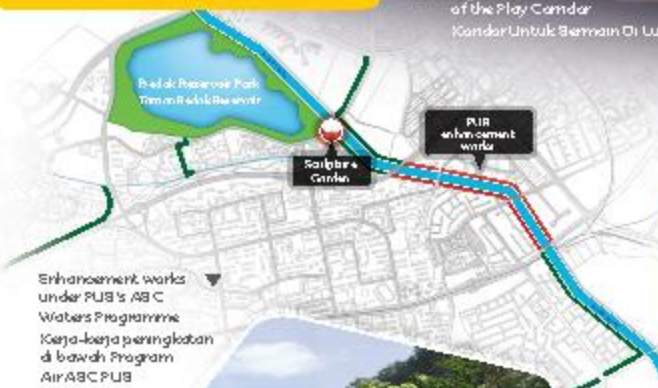 of the Play Corridor
Koridor Untuk Bermain Di Lu
Bedok Reservoir Park
Taman Bedok Reservoir
PUB
enhancement
works
Sculpture
Garden
Enhancement works
under PUB's ABC
Waters Programme
Kerja-kerja peningkatan
di bawah Program
Air ABC PUB